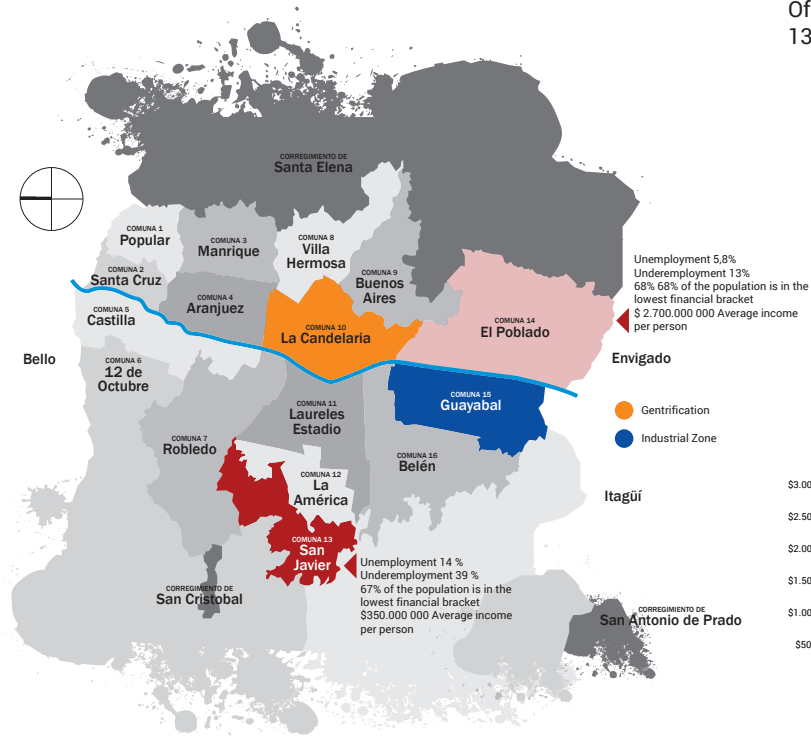 Of
13
CORREGIMIENTO DE
Santa Elena
COMUNA 1
Popular
COMUNA 3
Manrique
COMUNA 8
Villa
Hermosa
COMUNA 2
Santa Cruz
COMUNA 9
Buenos
Aires
COMUNA 4
Aranjuez
COMUNA 5
Castilla
COMUNA 10
La Candelaria
COMUNA 14
El Poblado
Unemployment 5,8%
Underemployment 13%
68% 68% of the population is in the
lowest financial bracket
$ 2.700.000 000 Average income
per person
Bello
Envigado
COMUNA 6
12 de
Octubre
COMUNA 15
Guayabal
COMUNA 11
Laureles
Estadio
Gentrification
Industrial Zone
COMUNA 7
Robledo
COMUNA 16
Belén
COMUNA 12
La
América
Itagüí
COMUNA 13
San
Javier
Unemployment 14 %
Underemployment 39 %
67% of the population is in the
lowest financial bracket
$350.000 000 Average income
per person
CORREGIMIENTO DE
San Cristobal
CORREGIMIENTO DE
San Antonio de Prado
$3.00
$2.50
$2.00
$1.50
$1.00
$50